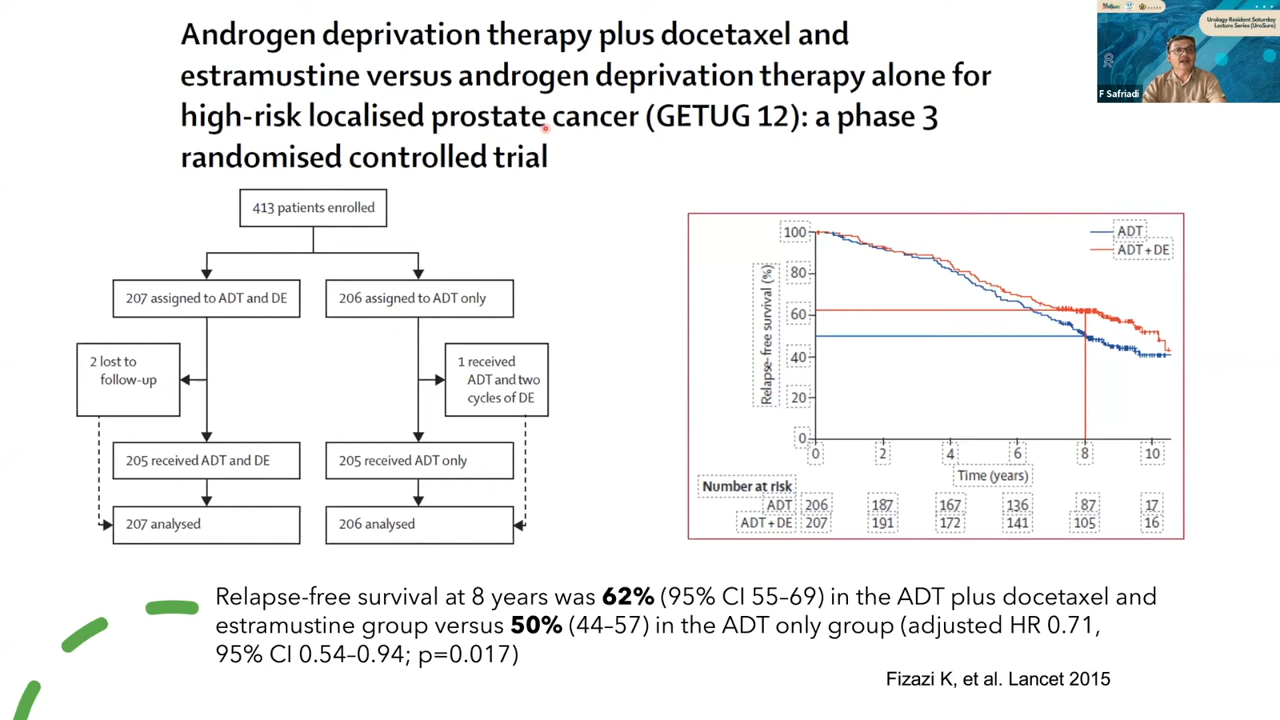 Androgen deprivation therapy plus docetaxel and
estramustine versus androgen deprivation therapy alone for
high-risk localised prostate cancer (GETUG 12): a phase 3
randomised controlled trial
Urology Resident Saturday
Lecture Series (UroSure)
F Safriadi
413 patients enrolled
207 assigned to ADT and DE
206 assigned to ADT only
2 lost to
follow-up
1 received
ADT and two
cycles of DE
205 received ADT and DE
205 received ADT only
207 analysed
206 analysed
ADT
ADT + DE
Relapse-free survival (%)
100
80
60
40
20
0
0 2 4 6 8 10
Time (years)
Number at risk
ADT 206 187 167 136 87 17
ADT + DE 207 191 172 141 105 16
Relapse-free survival at 8 years was 62% (95% CI 55–69) in the ADT plus docetaxel and
estramustine group versus 50% (44–57) in the ADT only group (adjusted HR 0.71,
95% CI 0.54–0.94; p=0.017)
Fizazi K, et al. Lancet 2015